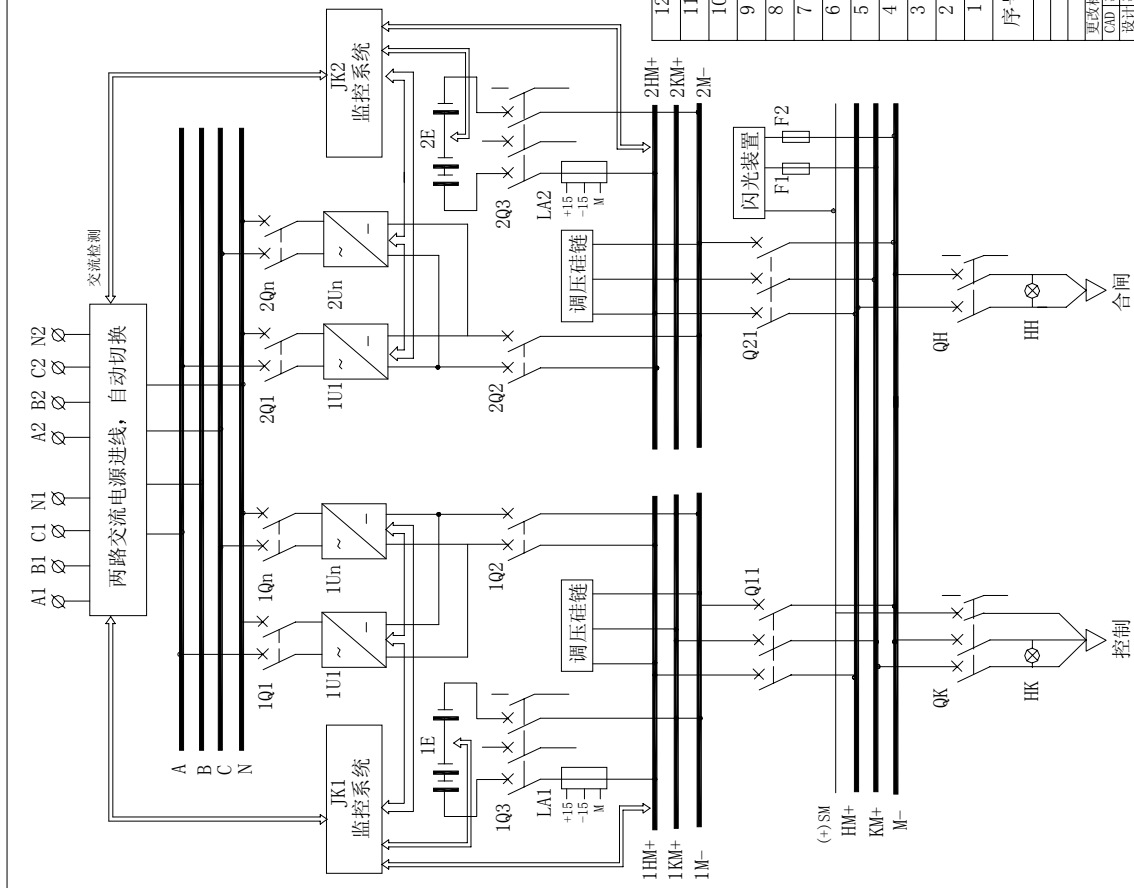 A1 B1 C1 N1 A2 B2 C2 N2
两路交流电源进线，自动切换
交流检测
JK1
监控系统
JK2
监控系统
A
B
C
N
1Q1
1Qn
2Q1
2Qn
1U1
~
—
1Un
~
—
1U1
~
—
2Un
~
—
1E
2E
1Q3
1Q2
2Q2
2Q3
LA1
+15
-15
M
调压硅链
调压硅链
LA2
+15
-15
M
1HM+
1KM+
1M-
2HM+
2KM+
2M-
Q11
Q21
闪光装置
F1
F2
(+)SM
HM+
KM+
M-
QK
HK
控制
QH
HH
合闸
12
11
10
9
8
7
6
5
4
3
2
1
序号
CAD